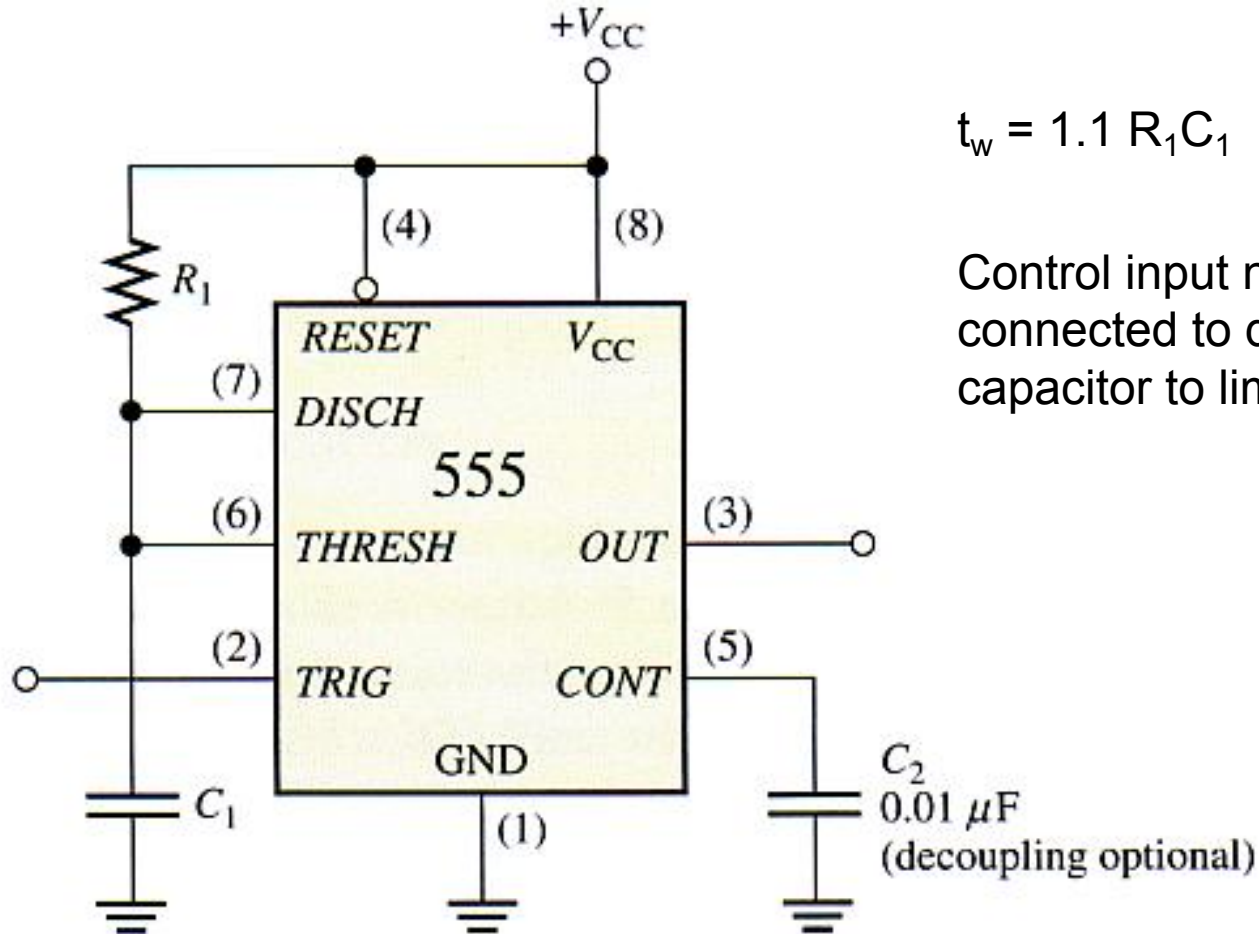 +VCC
tw = 1.1 R1C1
(4)
(8)
Control input
connected to
capacitor to
R1
RESET
VCC
(7)
DISCH
555
(6)
THRESH
OUT
(3)
(2)
TRIG
CONT
(5)
GND
C1
(1)
C2
0.01 μF
(decoupling optional)